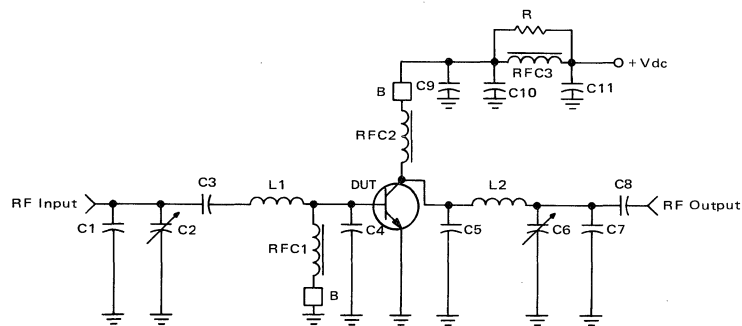 R
+Vdc
RFC3
B
C9
C10
C11
RFC2
C3
L1
DUT
L2
C8
RF Input
RF Output
C1
C2
C4
C5
C6
C7
RFC1
B